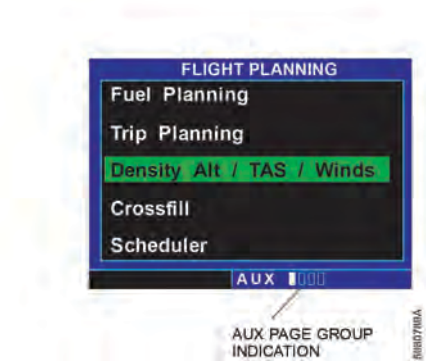 FLIGHT PLANNING
Fuel Planning
Trip Planning
Density Alt / TAS / Winds
Crossfill
Scheduler
AUX
AUX PAGE GROUP
INDICATION